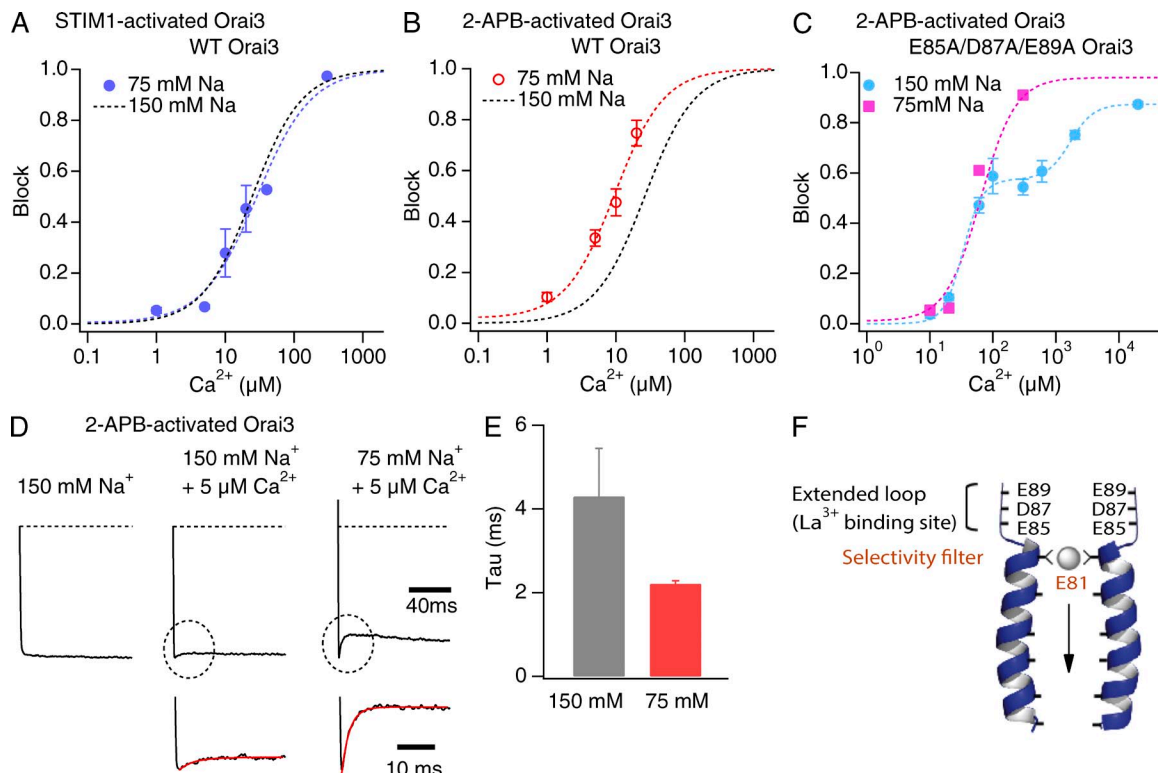 A
STIM1-activated Orai3
WT Orai3
75 mM Na
150 mM Na
Block
1.0
0.8
0.6
0.4
0.2
0.0
0.1
1
10
100
1000
Ca²⁺ (μM)
B
2-APB-activated Orai3
WT Orai3
75 mM Na
150 mM Na
Block
1.0
0.8
0.6
0.4
0.2
0.0
0.1
1
10
100
1000
Ca²⁺ (μM)
C
2-APB-activated Orai3
E85A/D87A/E89A Orai3
150 mM Na
75mM Na
Block
1.0
0.8
0.6
0.4
0.2
0.0
10⁰
10¹
10²
10³
10⁴
Ca²⁺ (μM)
D
2-APB-activated Orai3
150 mM Na⁺
150 mM Na⁺
+ 5 μM Ca²⁺
75 mM Na⁺
+ 5 μM Ca²⁺
40ms
10 ms
E
Tau (ms)
6
4
2
0
150 mM
75 mM
F
Extended loop
(La³⁺ binding site)
Selectivity filter
E89
D87
E85
E89
D87
E85
E81